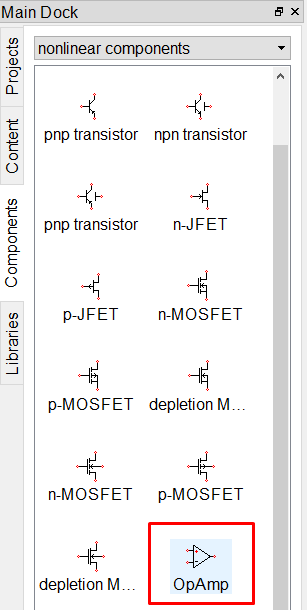 Main Dock
Projects
Content
Components
Libraries
nonlinear components
pnp transistor
npn transistor
pnp transistor
n-JFET
p-JFET
n-MOSFET
p-MOSFET
depletion M...
n-MOSFET
p-MOSFET
depletion M...
OpAmp